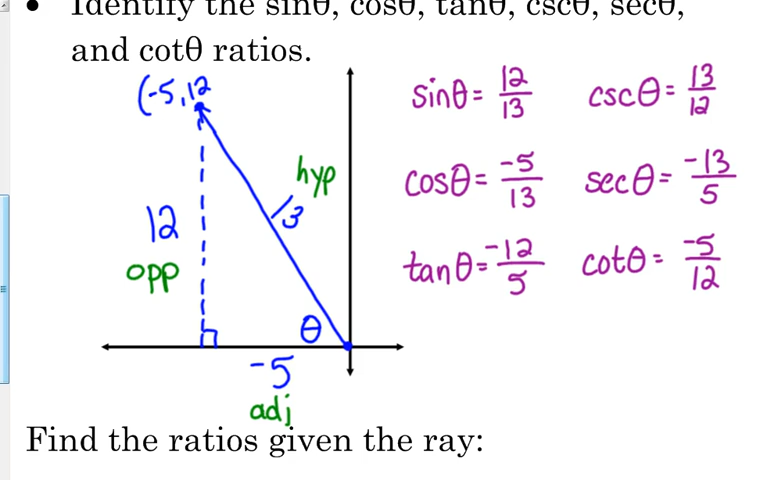 • Identify the sinθ, cosθ, tanθ, cscθ, secθ,
and cotθ ratios.
(-5,12
sinθ = 12/13
cscθ = 13/12
hyp
13
cosθ = -5/13
secθ = -13/5
12
opp
tanθ = -12/5
cotθ = -5/12
θ
-5
adj
Find the ratios given the ray: